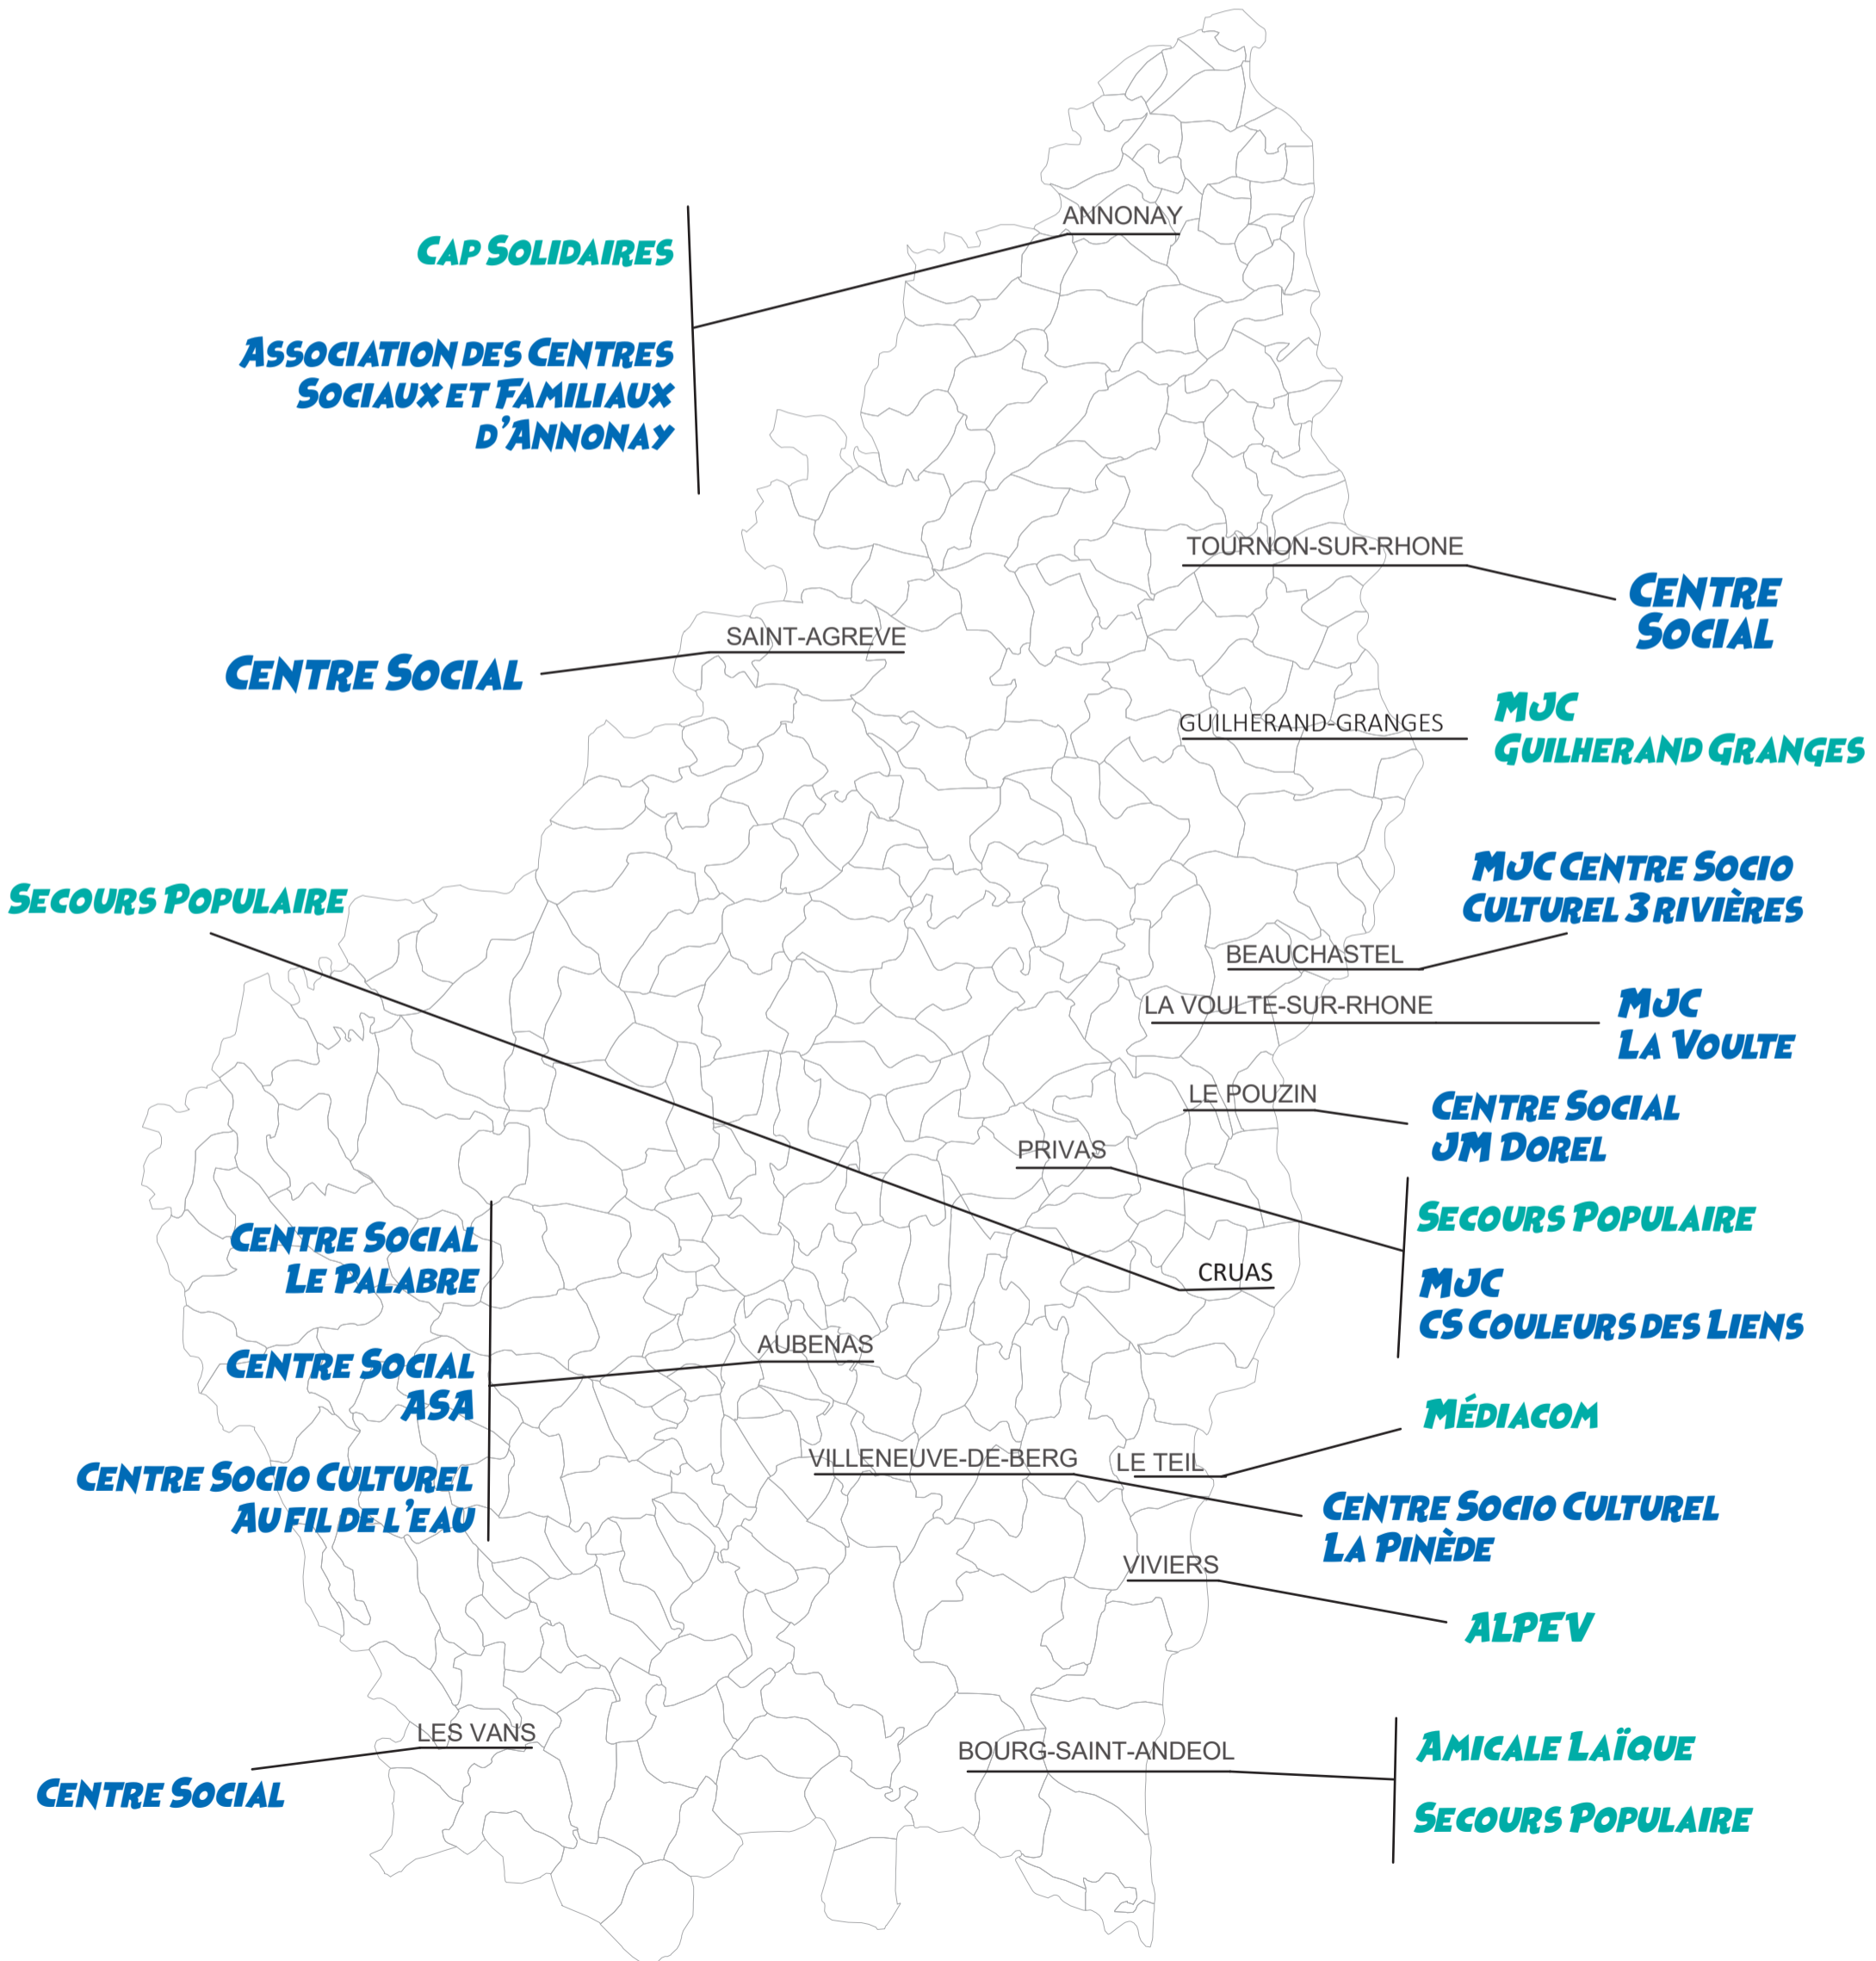 ANNONAY
CAP SOLIDAIRES
ASSOCIATION DES CENTRES
SOCIAUX ET FAMILIAUX
D'ANNONAY
TOURNON-SUR-RHONE
CENTRE
SOCIAL
SAINT-AGREVE
CENTRE SOCIAL
GUILHERAND-GRANGES
MJC
GUILHERAND GRANGES
SECOURS POPULAIRE
MJC CENTRE SOCIO
CULTUREL 3 RIVIÈRES
BEAUCHASTEL
LA VOULTE-SUR-RHONE
MJC
LA VOULTE
LE POUZIN
CENTRE SOCIAL
JM DOREL
PRIVAS
SECOURS POPULAIRE
MJC
CS COULEURS DES LIENS
CRUAS
CENTRE SOCIAL
LE PALABRE
CENTRE SOCIAL
ASA
CENTRE SOCIO CULTUREL
AU FIL DE L'EAU
AUBENAS
MÉDIACOM
LE TEIL
VILLENEUVE-DE-BERG
CENTRE SOCIO CULTUREL
LA PINÈDE
VIVIERS
ALPEV
LES VANS
CENTRE SOCIAL
BOURG-SAINT-ANDEOL
AMICALE LAÏQUE
SECOURS POPULAIRE